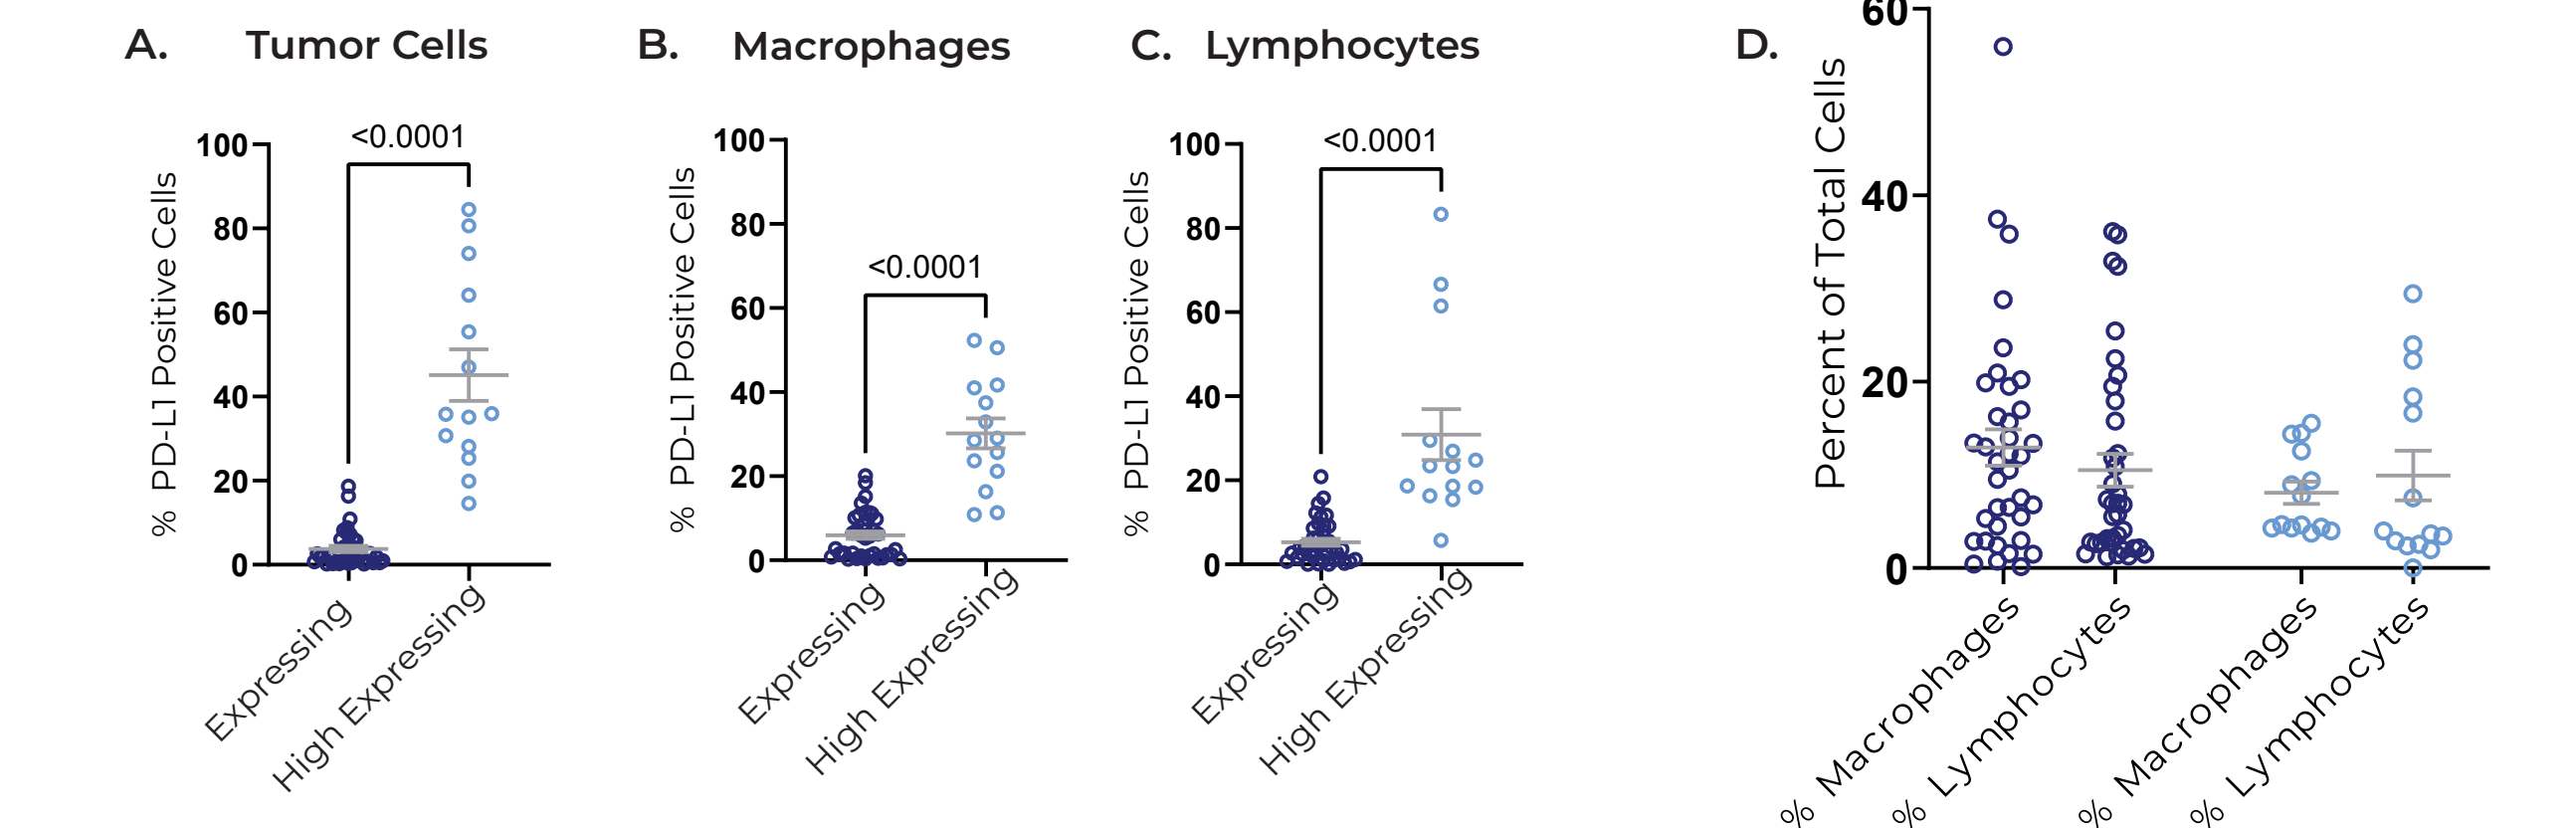 A. Tumor Cells
% PD-L1 Positive Cells
100
80
60
40
20
0
<0.0001
Expressing
High Expressing
B. Macrophages
% PD-L1 Positive Cells
100
80
60
40
20
0
<0.0001
Expressing
High Expressing
C. Lymphocytes
% PD-L1 Positive Cells
100
80
60
40
20
0
<0.0001
Expressing
High Expressing
D.
Percent of Total Cells
60
40
20
0
% Macrophages
% Lymphocytes
% Macrophages
% Lymphocytes